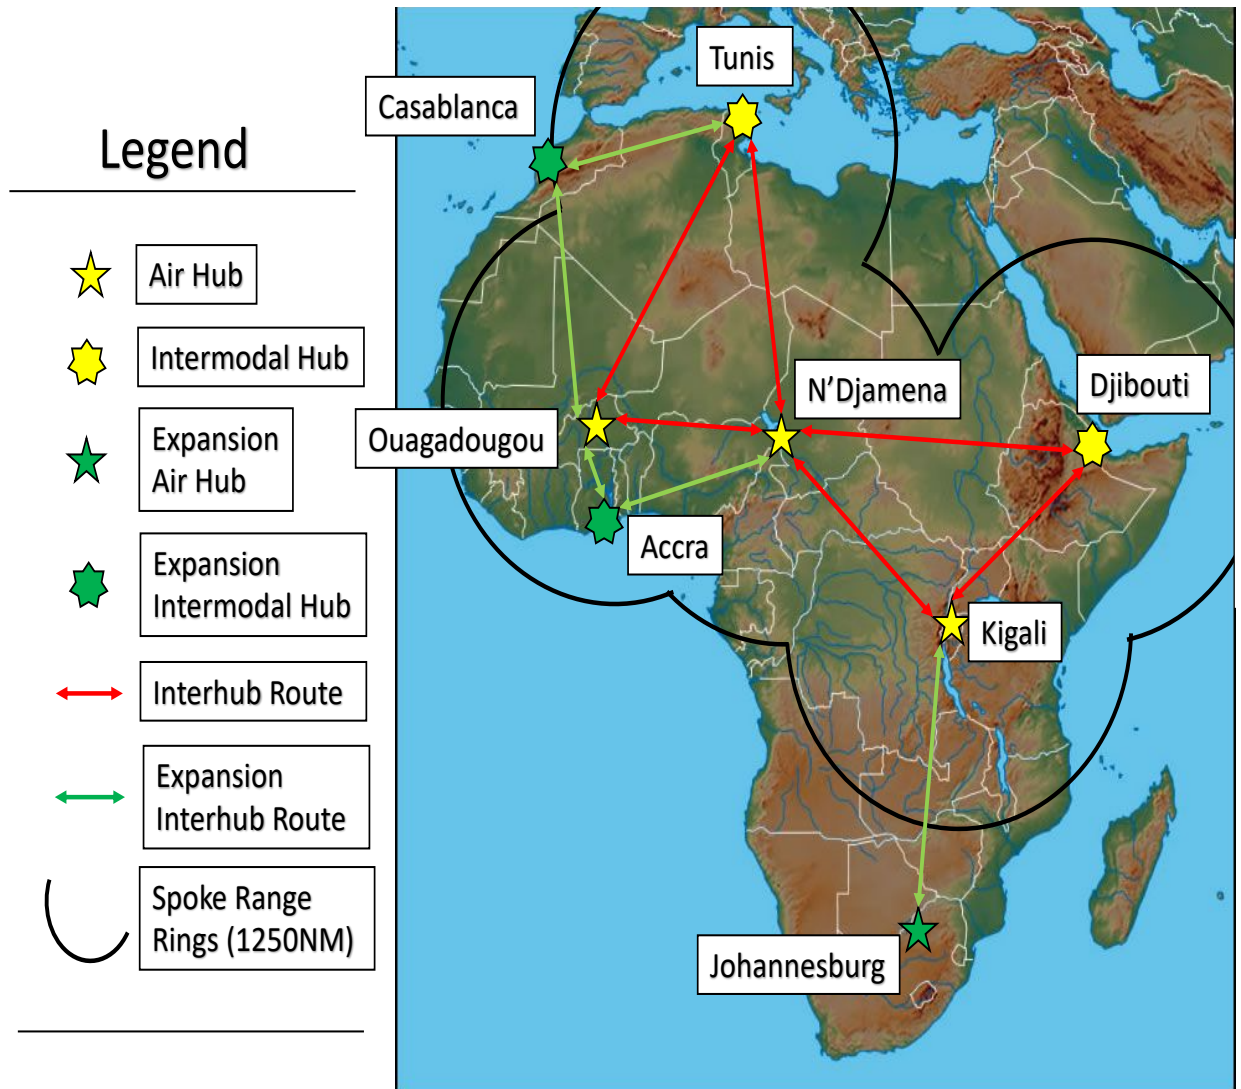 Legend
Air Hub
Intermodal Hub
Expansion
Air Hub
Expansion
Intermodal Hub
Interhub Route
Expansion
Interhub Route
Spoke Range
Rings (1250NM)
Tunis
Casablanca
N’Djamena
Djibouti
Ouagadougou
Accra
Kigali
Johannesburg